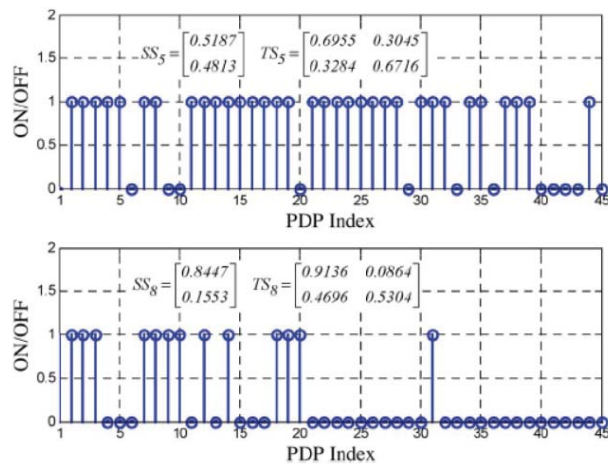 2
1.5
1
0.5
0
ON/OFF
SS5 = [0.5187 0.4813] TS5 = [0.6955 0.3045 0.3284 0.6716]
1 5 10 15 20 25 30 35 40 45
PDP Index
2
1.5
1
0.5
0
ON/OFF
SS8 = [0.8447 0.1553] TS8 = [0.9136 0.0864 0.4696 0.5304]
1 5 10 15 20 25 30 35 40 45
PDP Index